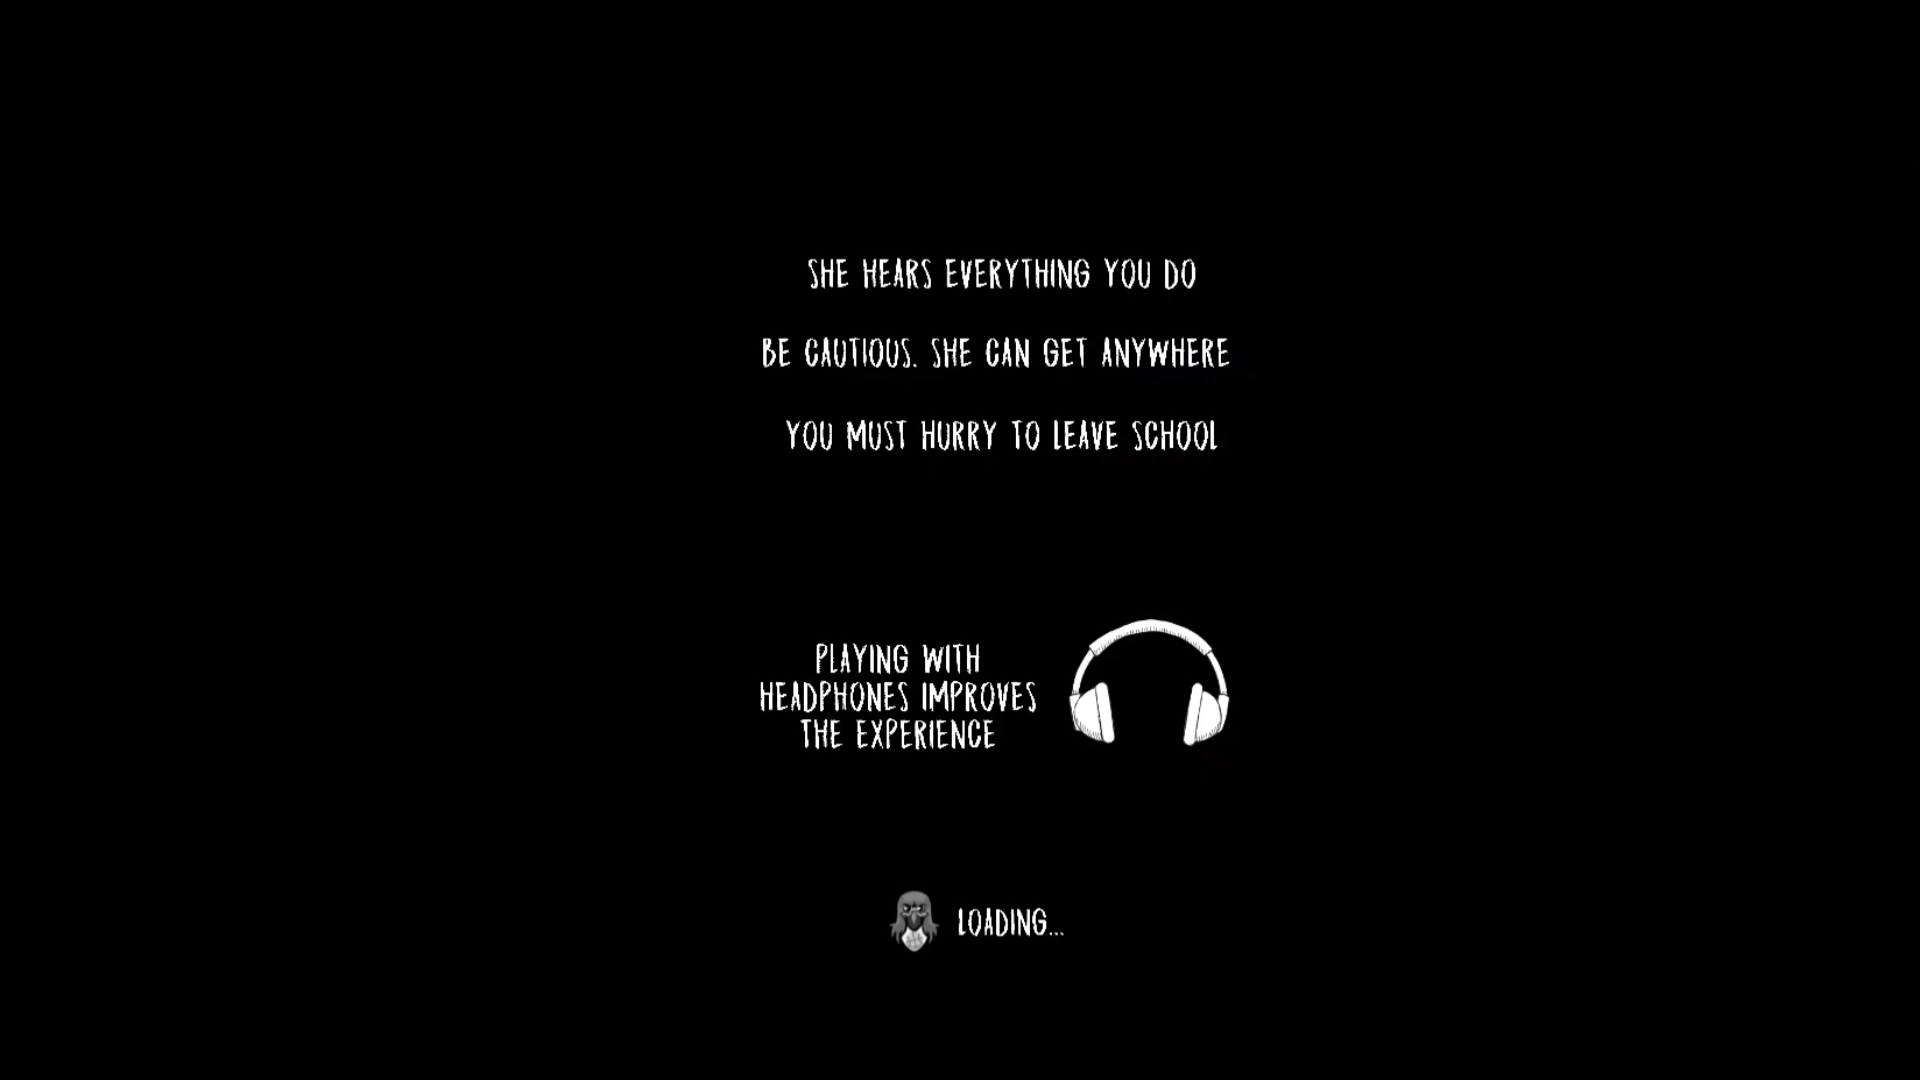 SHE HEARS EVERYTHING YOU DO
BE CAUTIOUS. SHE CAN GET ANYWHERE
YOU MUST HURRY TO LEAVE SCHOOL
PLAYING WITH
HEADPHONES IMPROVES
THE EXPERIENCE
LOADING...